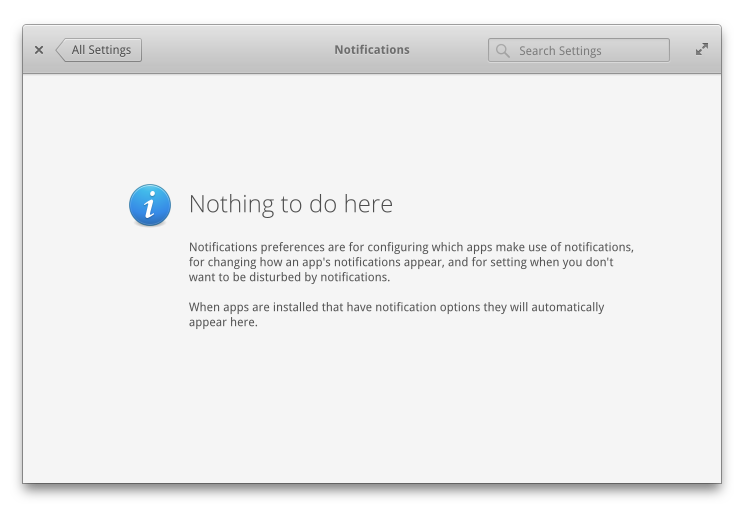 All Settings
Notifications
Search Settings
Nothing to do here
Notifications preferences are for configuring which apps make use of notifications,
for changing how an app's notifications appear, and for setting when you don't
want to be disturbed by notifications.
When apps are installed that have notification options they will automatically
appear here.